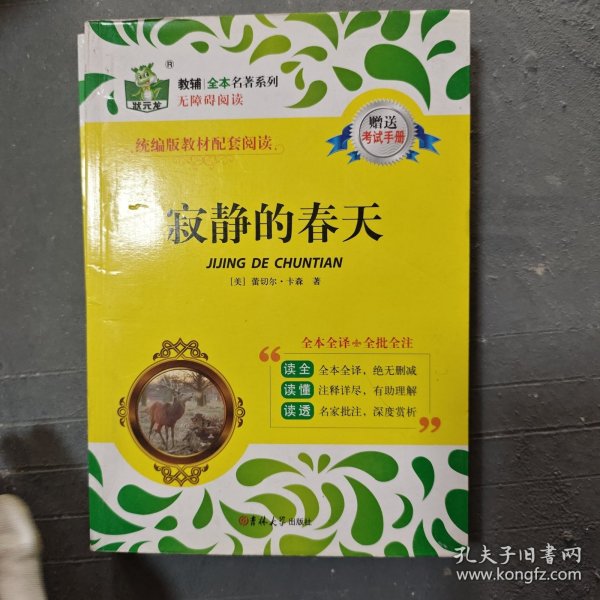 状元龙
®
教辅 全本名著系列
无障碍阅读
统编版教材配套阅读
赠送
考试手册
寂静的春天
JIJING DE CHUNTIAN
[美] 蕾切尔·卡森 著
全本全译+全批全注
“读全 全本全译，绝无删减
读懂 注释详尽，有助理解
读透 名家批注，深度赏析”
吉林大学出版社
孔夫子旧书网
www.kongfz.com